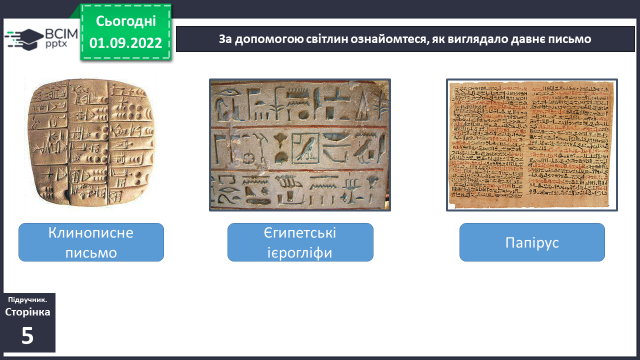 Сьогодні
01.09.2022
BCIM
pptx
За допомогою світлин ознайомтеся, як виглядало давнє письмо
Клинописне
письмо
Єгипетські
ієрогліфи
Папірус
Підручник.
Сторінка
5